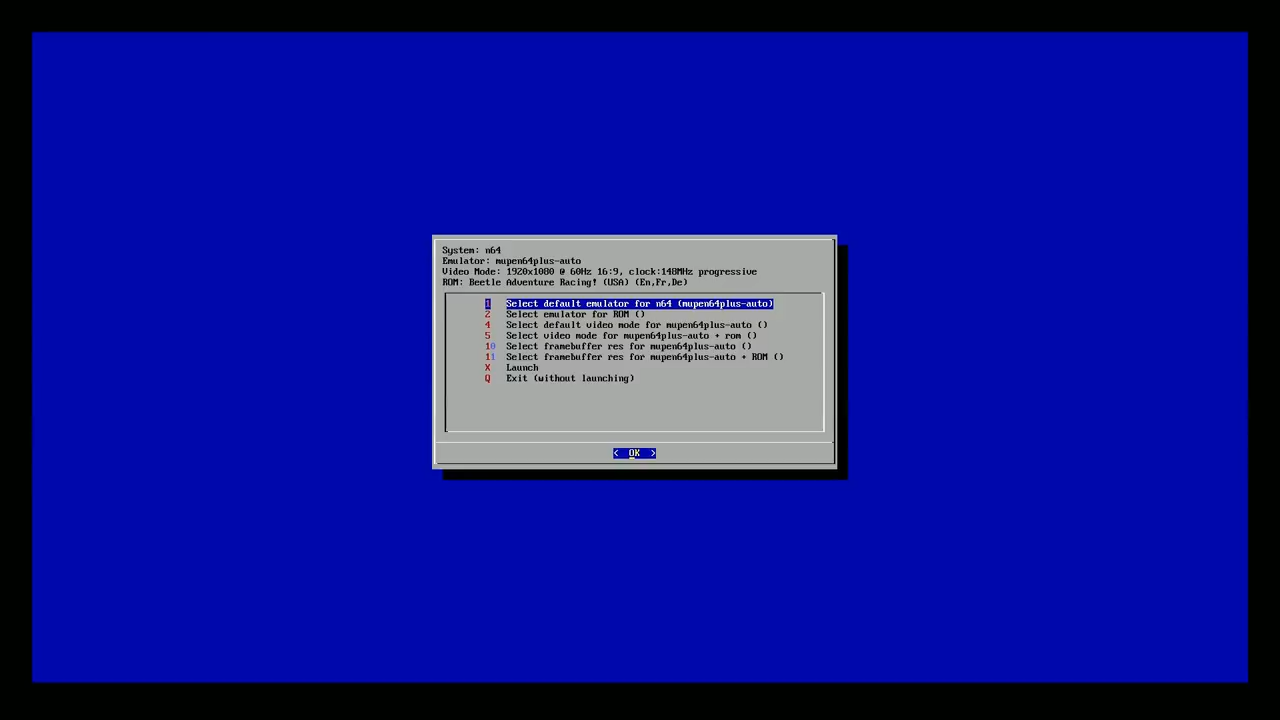 System: n64
Emulator: mupen64plus-auto
Video Mode: 1920x1080 @ 60Hz 16:9, clock:148MHz progressive
ROM: Beetle Adventure Racing! (USA) (En,Fr,De)
1 Select default emulator for n64 (mupen64plus-auto)
2 Select emulator for ROM ()
4 Select default video mode for mupen64plus-auto ()
5 Select video mode for mupen64plus-auto + rom ()
10 Select framebuffer res for mupen64plus-auto ()
11 Select framebuffer res for mupen64plus-auto + ROM ()
X Launch
Q Exit (without launching)
< OK >